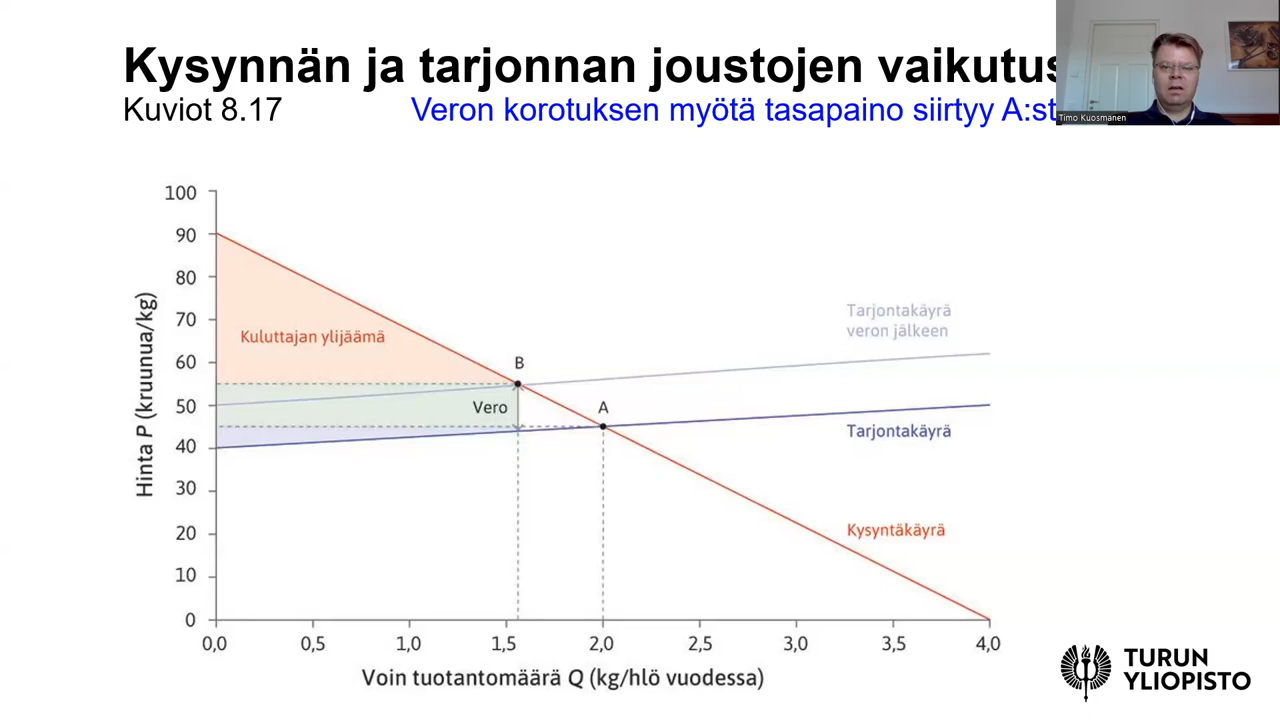 Kysynnän ja tarjonnan joustojen vaikutus
Kuviot 8.17
Veron korotuksen myötä tasapaino siirtyy A:st
Timo Kuosmanen
100
90
80
70
60
50
40
30
20
10
0
Hinta P (kruunua/kg)
Kuluttajan ylijäämä
Tarjontakäyrä
veron jälkeen
B
Vero
A
Tarjontakäyrä
Kysyntäkäyrä
0,0 0,5 1,0 1,5 2,0 2,5 3,0 3,5 4,0
Voin tuotantomäärä Q (kg/hlö vuodessa)
TURUN
YLIOPISTO